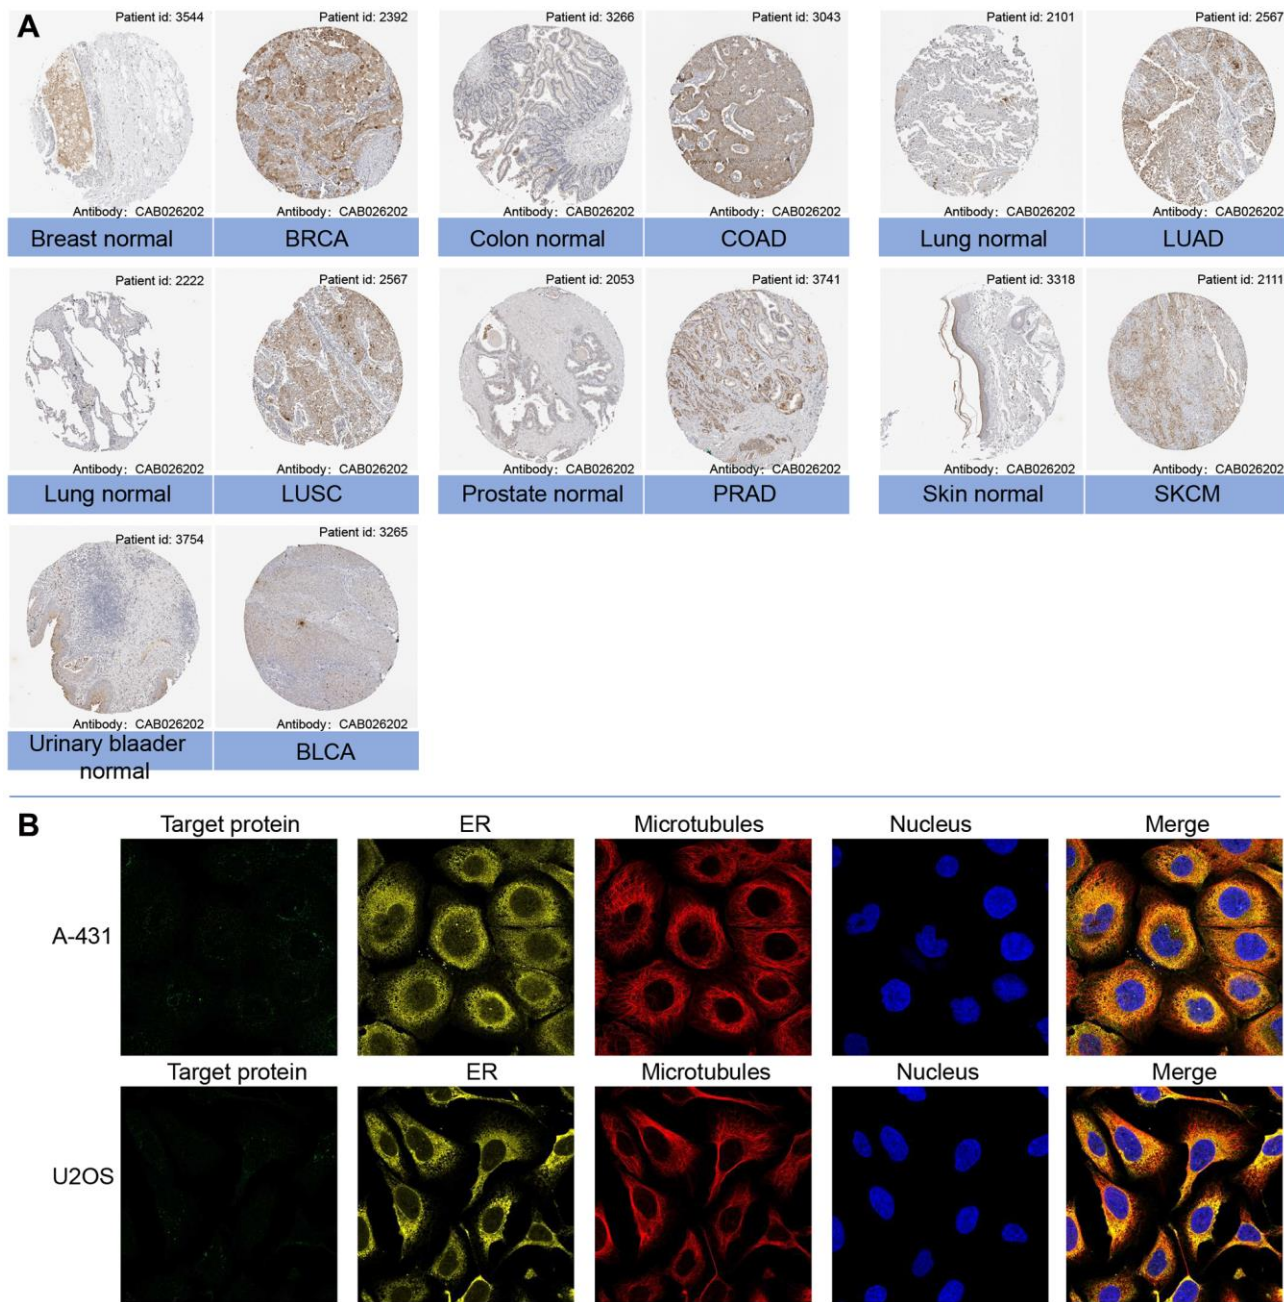 A
Patient id: 3544
Patient id: 2392
Patient id: 3266
Patient id: 3043
Patient id: 2101
Patient id: 2567
Antibody: CAB026202
Antibody: CAB026202
Antibody: CAB026202
Antibody: CAB026202
Antibody: CAB026202
Antibody: CAB026202
Breast normal
BRCA
Colon normal
COAD
Lung normal
LUAD
Patient id: 2222
Patient id: 2567
Patient id: 2053
Patient id: 3741
Patient id: 3318
Patient id: 2111
Antibody: CAB026202
Antibody: CAB026202
Antibody: CAB026202
Antibody: CAB026202
Antibody: CAB026202
Antibody: CAB026202
Lung normal
LUSC
Prostate normal
PRAD
Skin normal
SKCM
Patient id: 3754
Patient id: 3265
Antibody: CAB026202
Antibody: CAB026202
Urinary blaader
normal
BLCA
B
Target protein
ER
Microtubules
Nucleus
Merge
A-431
Target protein
ER
Microtubules
Nucleus
Merge
U2OS